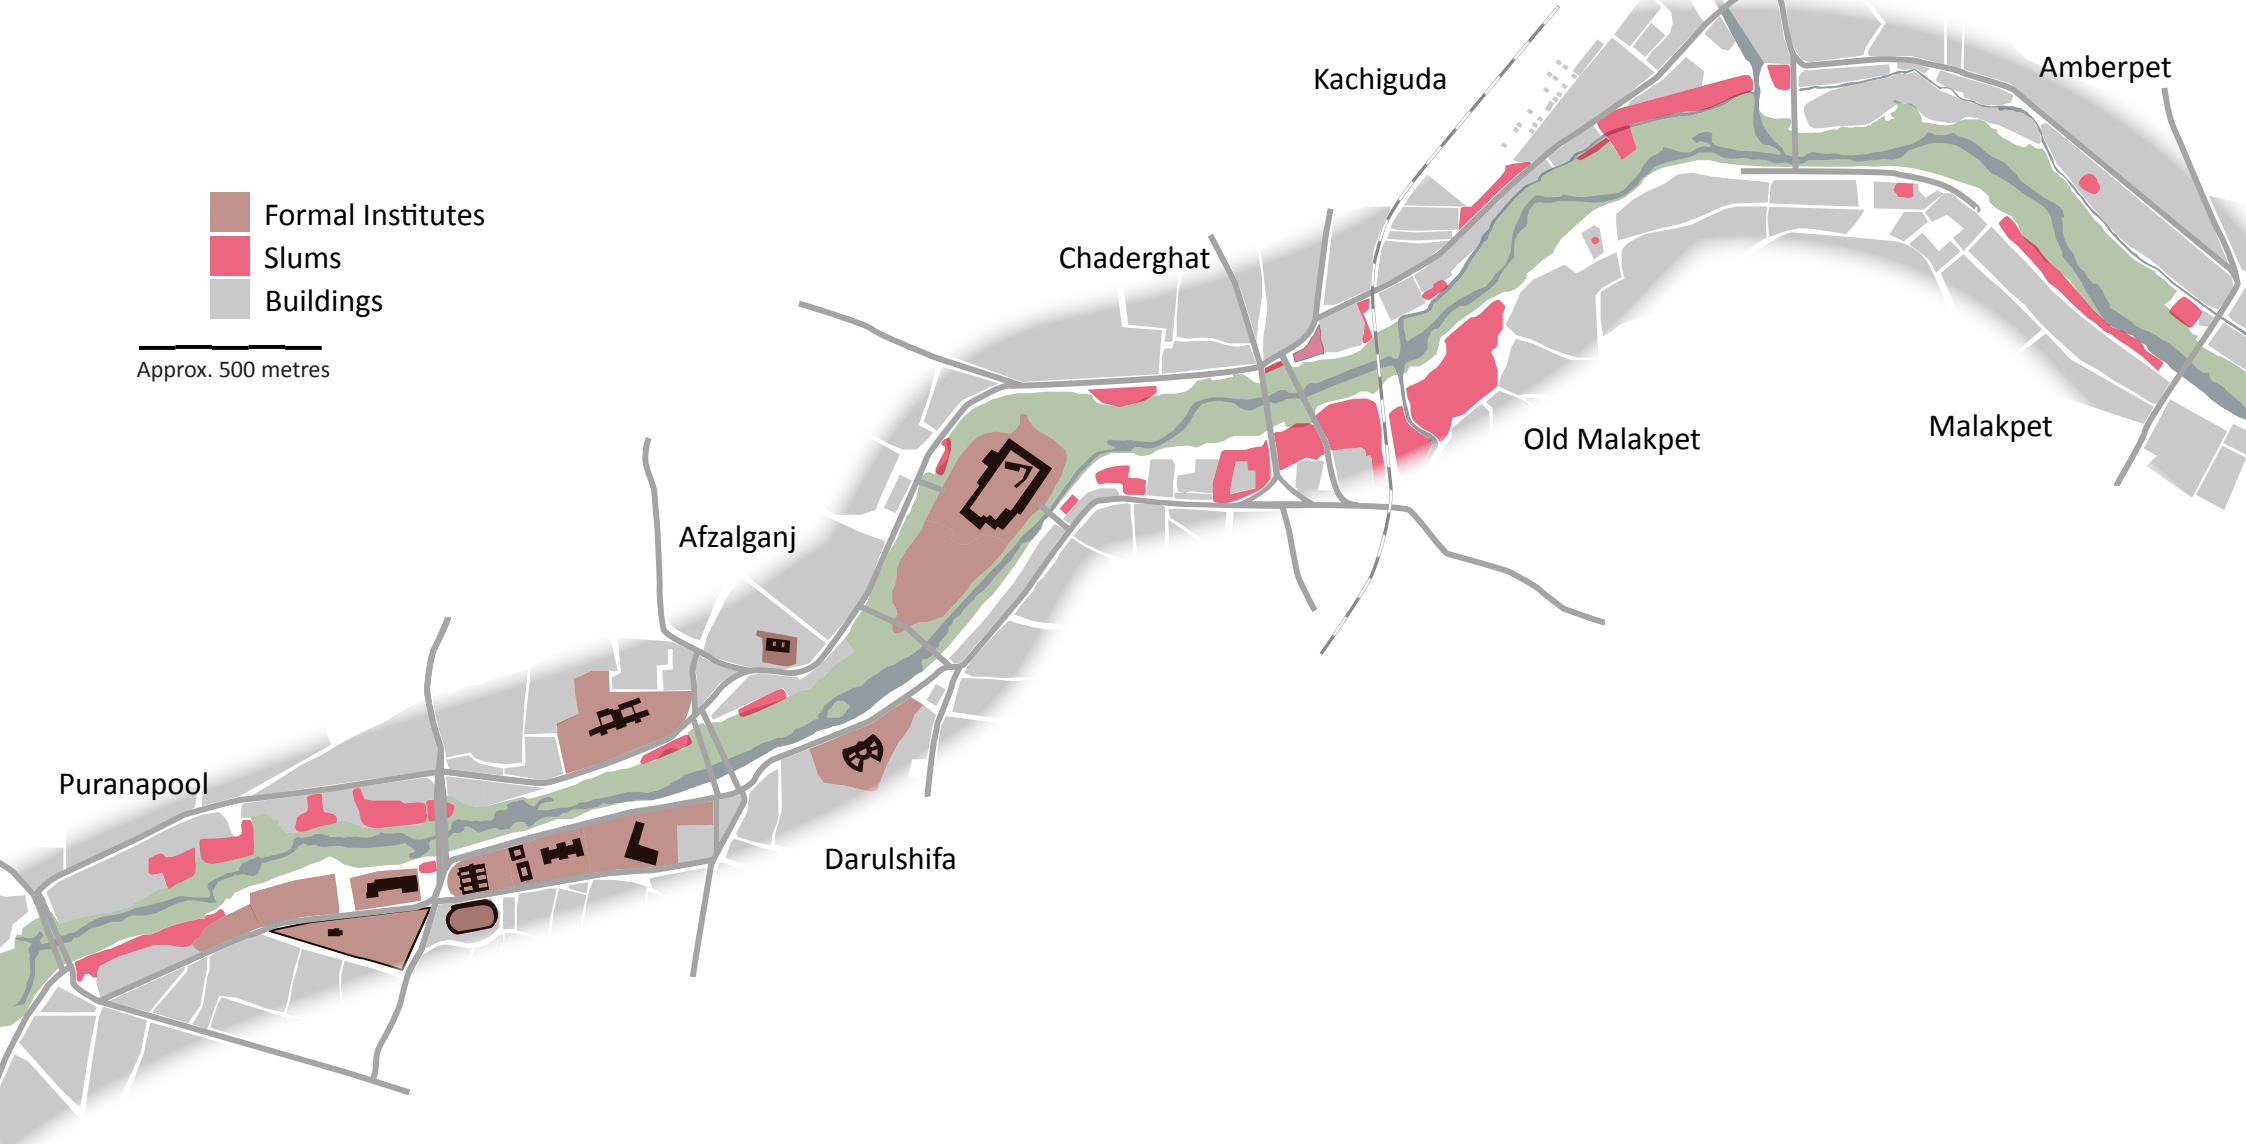 Kachiguda
Amberpet
Formal Institutes
Slums
Buildings
Chaderghat
Approx. 500 metres
Old Malakpet
Malakpet
Afzalganj
Puranapool
Darulshifa